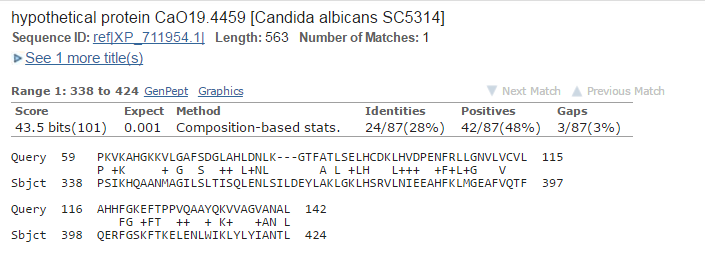 hypothetical protein CaO19.4459 [Candida albicans SC5314]
Sequence ID: ref|XP_711954.1| Length: 563 Number of Matches: 1
See 1 more title(s)
Range 1: 338 to 424 GenPept Graphics Next Match Previous Match
Score Expect Method Identities Positives Gaps
43.5 bits(101) 0.001 Composition-based stats. 24/87(28%) 42/87(48%) 3/87(3%)
Query 59 PKVKAHGKKVLGAFSDGLAHLDNLK---GTFATLSELHCDKLHVDPENFRLLGNVLVCVL 115
P +K + G S ++ L+NL A L +LH L+++ +F+L+G V
Sbjct 338 PSIKHQAANMAGILSLTISQLENLSILDEYLAKLGKLHSRVLNIEEAHFKLMGEAFVQTF 397
Query 116 AHHFGKEFTPPVQAAYQKVVAGVANAL 142
FG +FT ++ + K+ +AN L
Sbjct 398 QERFGSKFTKELENLWIKLYLYIANTL 424